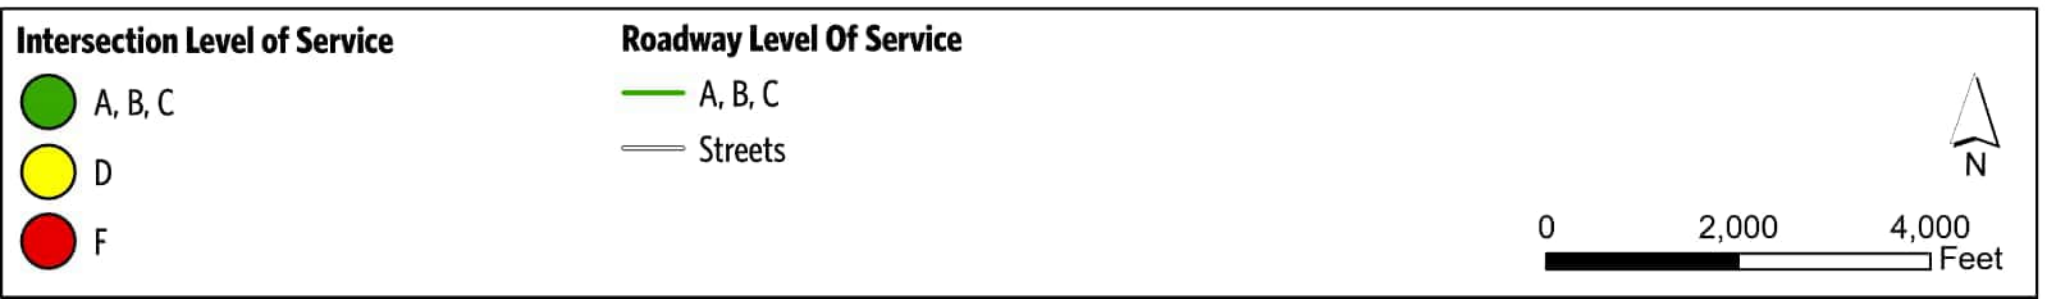 Intersection Level of Service
A, B, C
D
F
Roadway Level Of Service
A, B, C
Streets
N
0 2,000 4,000
Feet